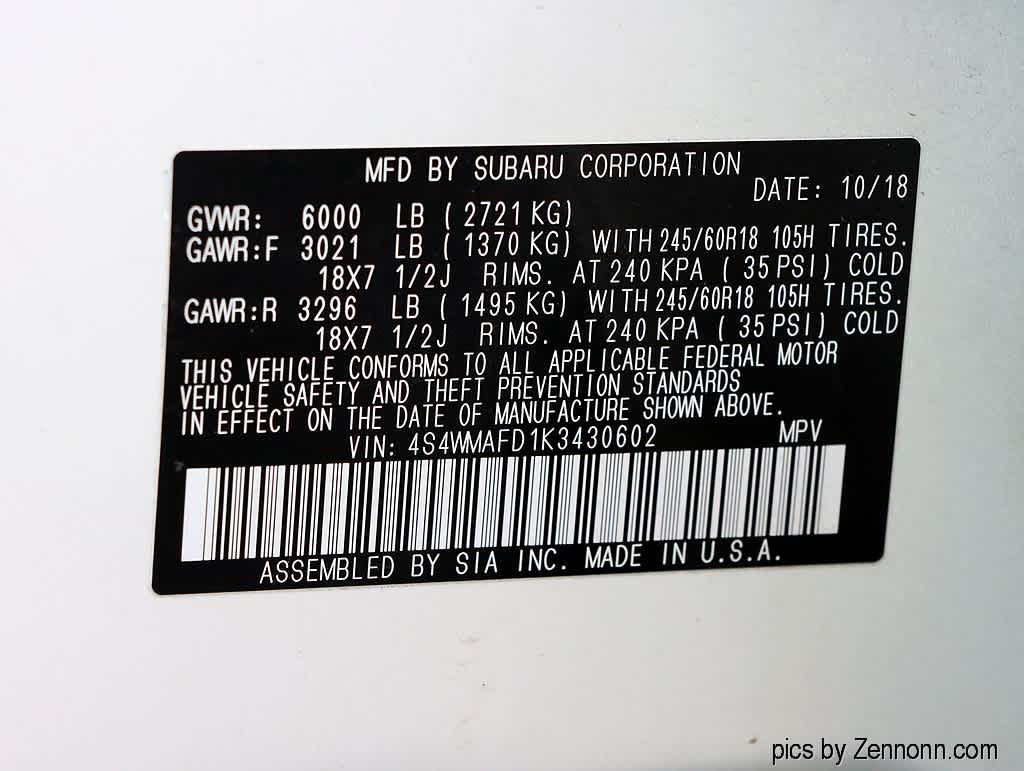 MFD BY SUBARU CORPORATION
DATE: 10/18
GVWR: 6000 LB (2721 KG)
GAWR:F 3021 LB (1370 KG) WITH 245/60R18 105H TIRES.
18X7 1/2J RIMS. AT 240 KPA (35 PSI) COLD
GAWR:R 3296 LB (1495 KG) WITH 245/60R18 105H TIRES.
18X7 1/2J RIMS. AT 240 KPA (35 PSI) COLD
THIS VEHICLE CONFORMS TO ALL APPLICABLE FEDERAL MOTOR
VEHICLE SAFETY AND THEFT PREVENTION STANDARDS
IN EFFECT ON THE DATE OF MANUFACTURE SHOWN ABOVE.
VIN: 4S4WMAFD1K3430602 MPV
ASSEMBLED BY SIA INC. MADE IN U.S.A.
pics by Zennonn.com